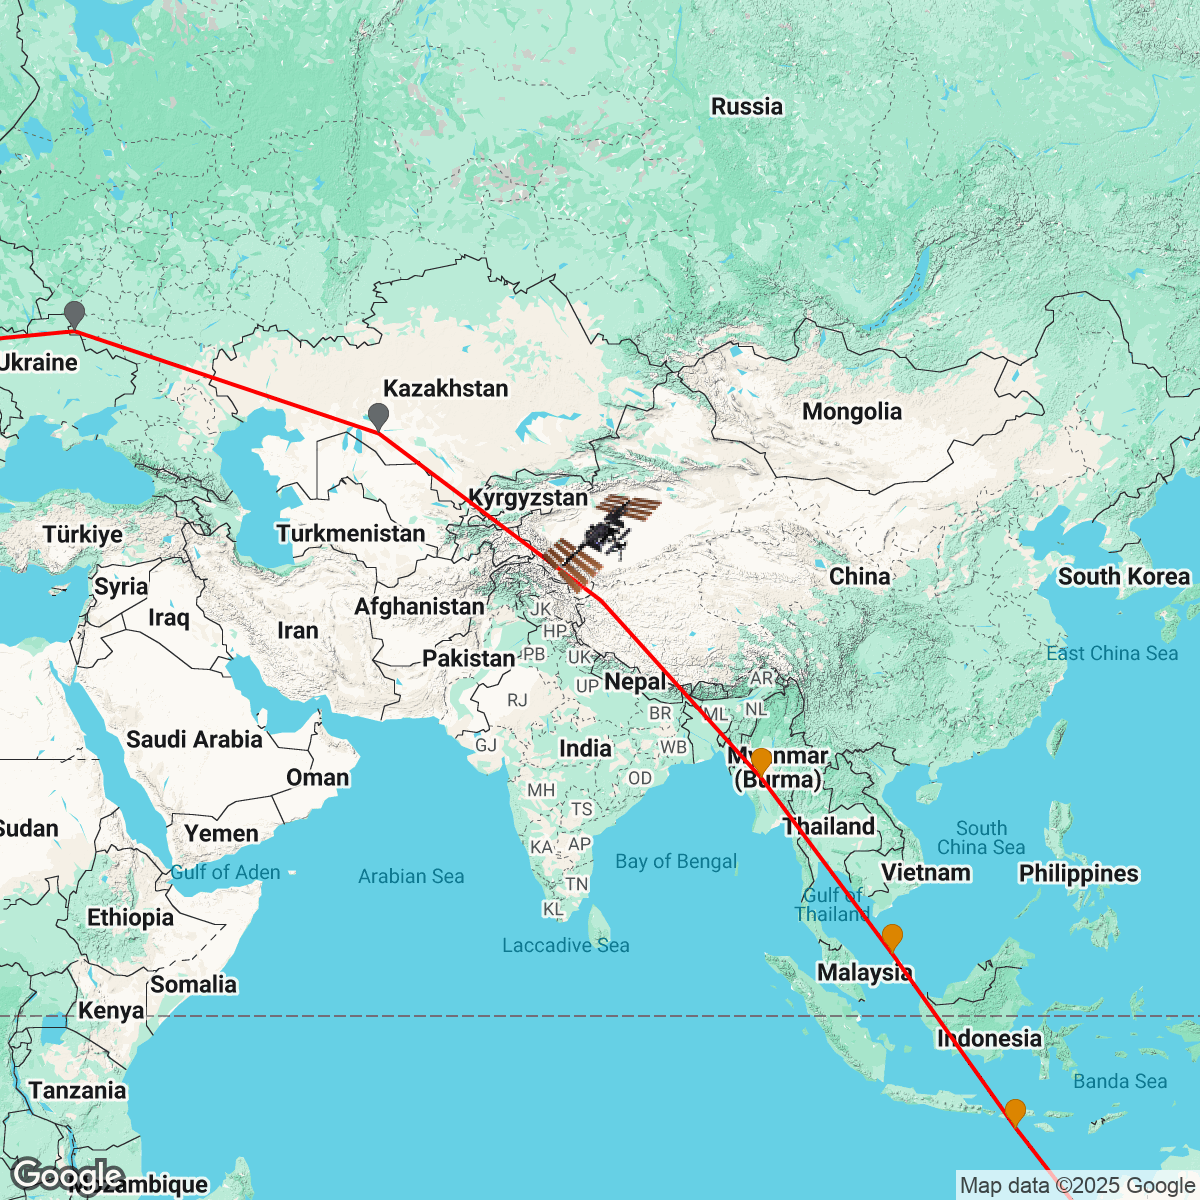 Russia
Ukraine
Kazakhstan
Mongolia
Kyrgyzstan
Türkiye
Turkmenistan
China
South Korea
Syria
Iraq
Afghanistan
JK
Iran
HP
PB
UK
Pakistan
East China Sea
Nepal
UP
AR
RJ
BR
ML
NL
Saudi Arabia
GJ
India
WB
Myanmar
(Burma)
Oman
OD
MH
TS
Sudan
Yemen
Thailand
South
China Sea
KA
AP
Bay of Bengal
Gulf of Aden
Arabian Sea
TN
Vietnam
Philippines
Gulf of
Thailand
KL
Ethiopia
Laccadive Sea
Malaysia
Somalia
Kenya
Indonesia
Banda Sea
Tanzania
Google
Mozambique
Map data ©2025 Google